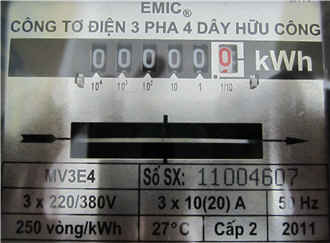 EMIC®
CÔNG TƠ ĐIỆN 3 PHA 4 DÂY HỮU CÔNG
0 0 0 0 0 0 kWh
10⁴ 10³ 10² 10 1 1/10
MV3E4 Số SX: 11004607
3 x 220/380V 3 x 10(20) A 50 Hz
250 vòng/kWh 27°C Cấp 2 2011